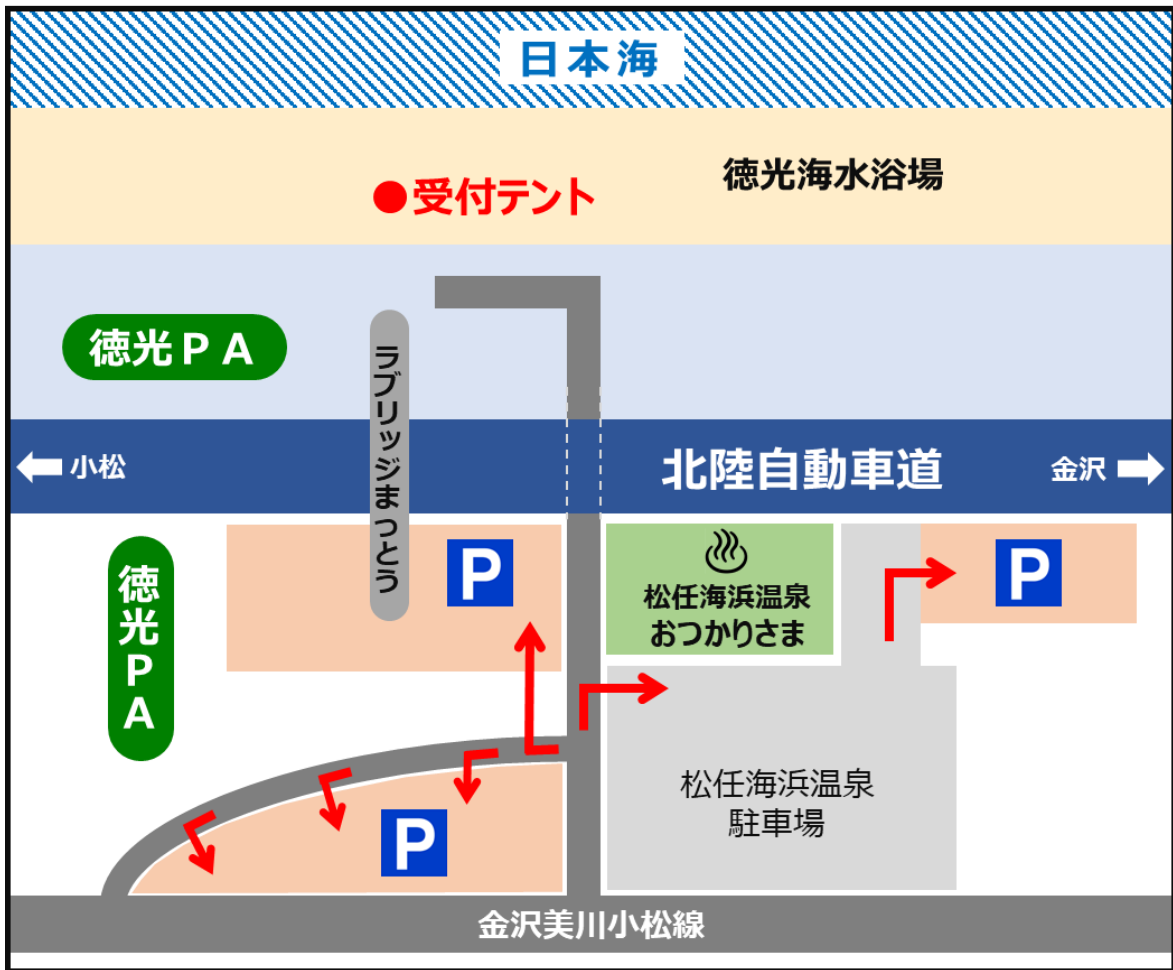 日本海
徳光海水浴場
●受付テント
徳光PA
ラブリッジまつとう
小松
北陸自動車道
金沢
徳光PA
P
松任海浜温泉
おつかりさま
P
松任海浜温泉
駐車場
P
金沢美川小松線